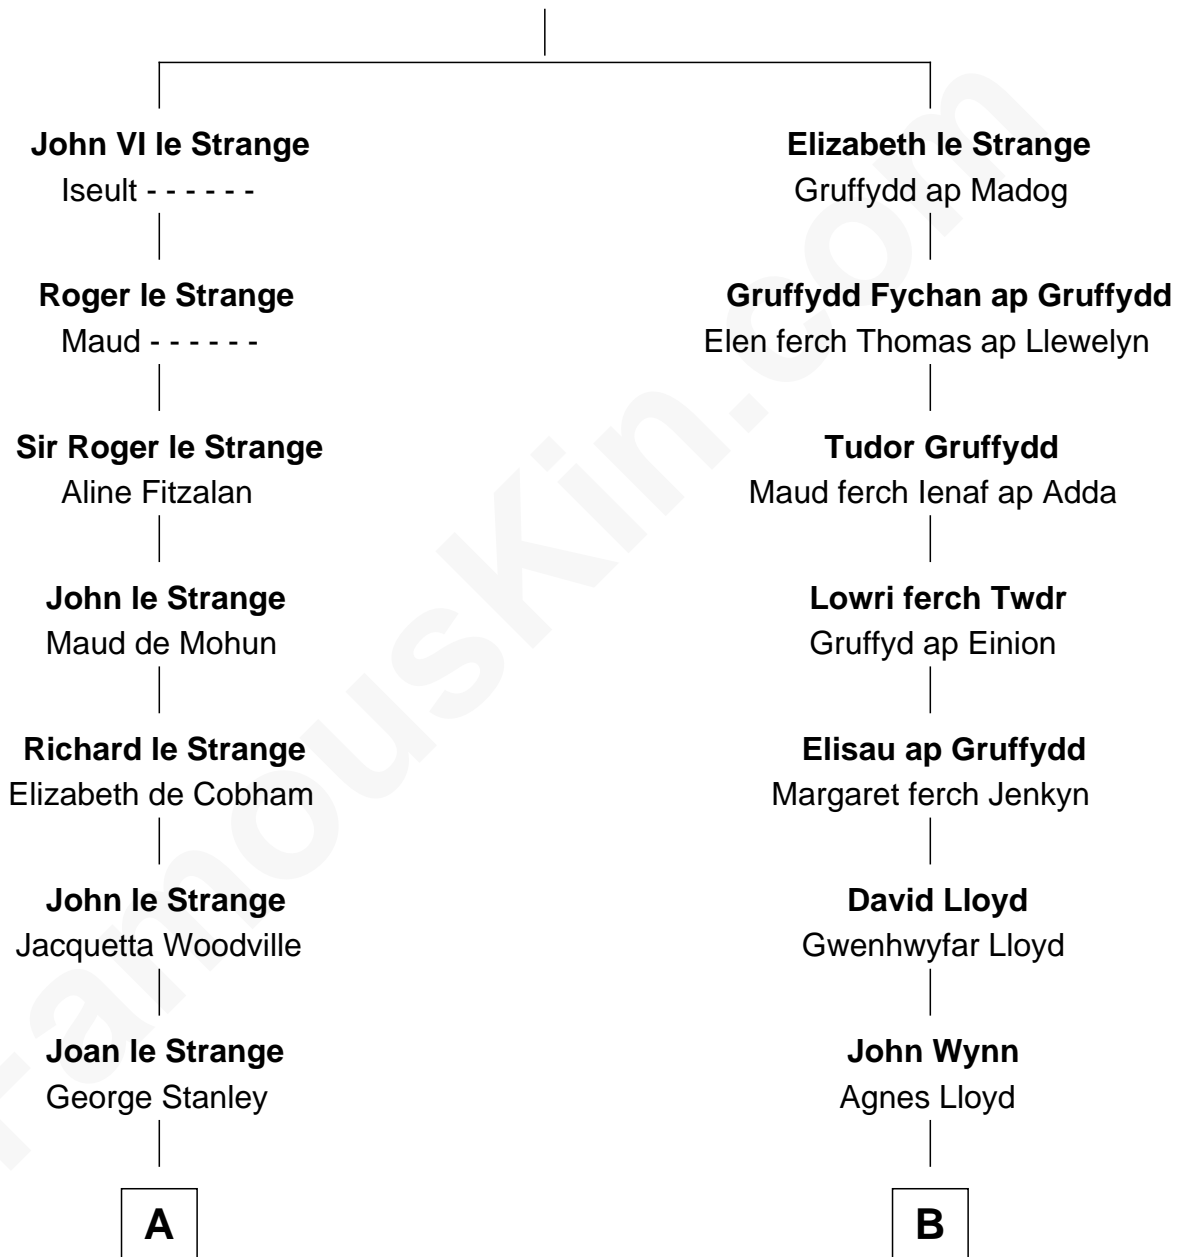 John VI le Strange
Iseult - - - - - -
Roger le Strange
Maud - - - - - -
Sir Roger le Strange
Aline Fitzalan
John le Strange
Maud de Mohun
Richard le Strange
Elizabeth de Cobham
John le Strange
Jacquetta Woodville
Joan le Strange
George Stanley
A
Elizabeth le Strange
Gruffydd ap Madog
Gruffydd Fychan ap Gruffydd
Elen ferch Thomas ap Llewelyn
Tudor Gruffydd
Maud ferch Ienaf ap Adda
Lowri ferch Twdr
Gruffyd ap Einion
Elisau ap Gruffydd
Margaret ferch Jenkyn
David Lloyd
Gwenhwyfar Lloyd
John Wynn
Agnes Lloyd
B
FamousKin.com